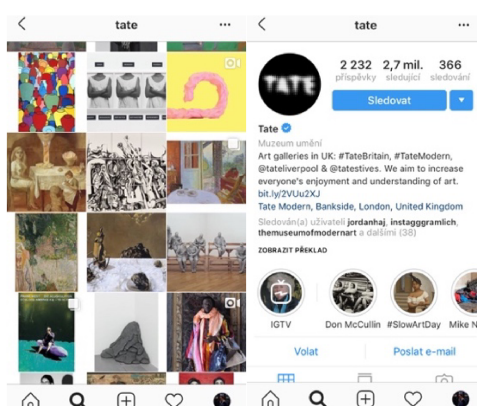 tate
tate
TATE
2 232 2,7 mil. 366
příspěvky sledující sledování
Sledovat
Tate
Muzeum umění
Art galleries in UK: #TateBritain, #TateModern,
@tateliverpool & @tatestives. We aim to increase
everyone's enjoyment and understanding of art.
bit.ly/2VUu2XJ
Tate Modern, Bankside, London, United Kingdom
Sledován(a) uživateli jordanhaj, instagggramlich,
themuseumofmodernart a dalšími (38)
ZOBRAZIT PŘEKLAD
IGTV Don McCullin #SlowArtDay Mike N
Volat Poslat e-mail